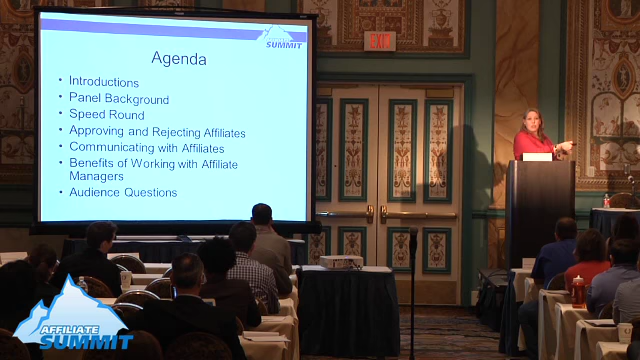 SUMMIT
EXIT
Agenda
• Introductions
• Panel Background
• Speed Round
• Approving and Rejecting Affiliates
• Communicating with Affiliates
• Benefits of Working with Affiliate
Managers
• Audience Questions
AFFILIATE
SUMMIT